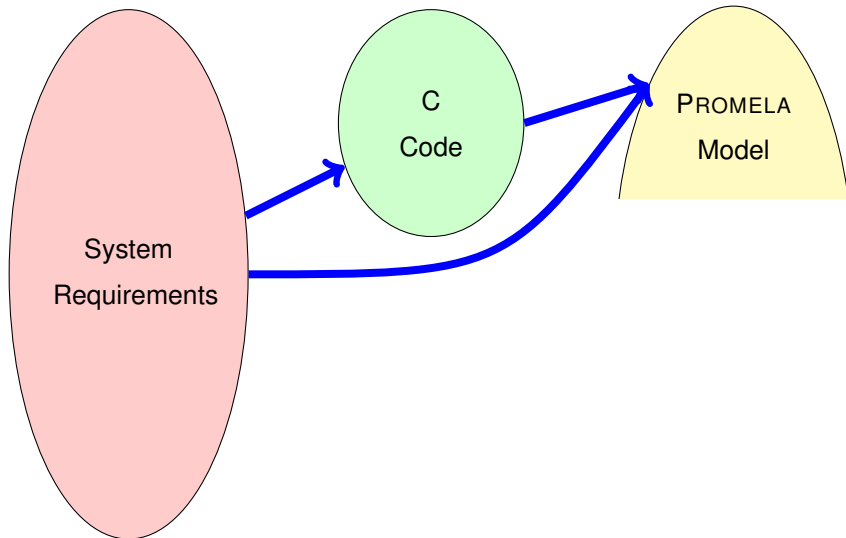 System
Requirements
C
Code
PROMELA
Model